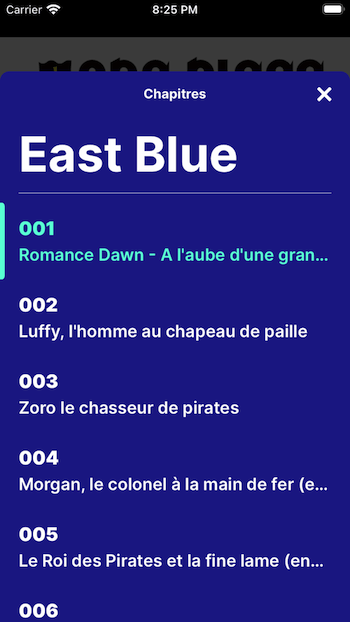 Carrier 8:25 PM
Chapitres
East Blue
001
Romance Dawn - A l'aube d'une gran...
002
Luffy, l'homme au chapeau de paille
003
Zoro le chasseur de pirates
004
Morgan, le colonel à la main de fer (e...
005
Le Roi des Pirates et la fine lame (en...
006